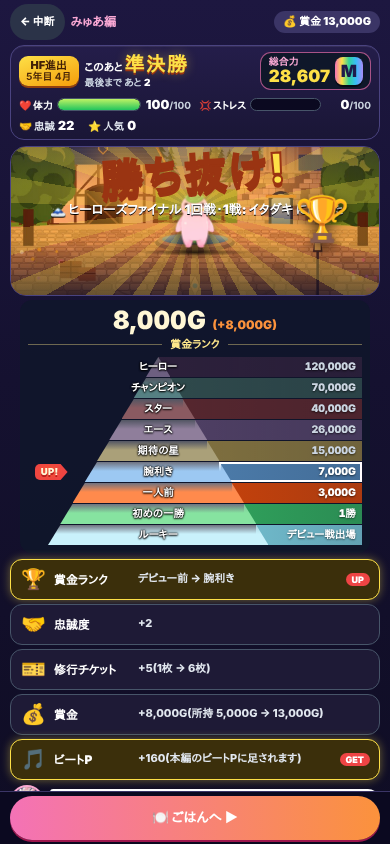 ← 中断
みゅあ編
💰 賞金 13,000G
HF進出
5年目 4月
このあと準決勝
最後まで あと 2
総合力
28,607 M
❤️ 体力 100/100
💢 ストレス 0/100
🤝 忠誠 22 ⭐ 人気 0
勝ち抜け!
ヒーローズファイナル 1回戦・1戦: イタダキ
8,000G (+8,000G)
賞金ランク
ヒーロー 120,000G
チャンピオン 70,000G
スター 40,000G
エース 26,000G
期待の星 15,000G
UP! 腕利き 7,000G
一人前 3,000G
初めの一勝 1勝
ルーキー デビュー戦出場
🏆 賞金ランク デビュー前 → 腕利き UP
🤝 忠誠度 +2
🎫 修行チケット +5(1枚 → 6枚)
💰 賞金 +8,000G(所持 5,000G → 13,000G)
🎵 ビートP +160(本編のビートPに足されます) GET
🍽️ ごはんへ ▶